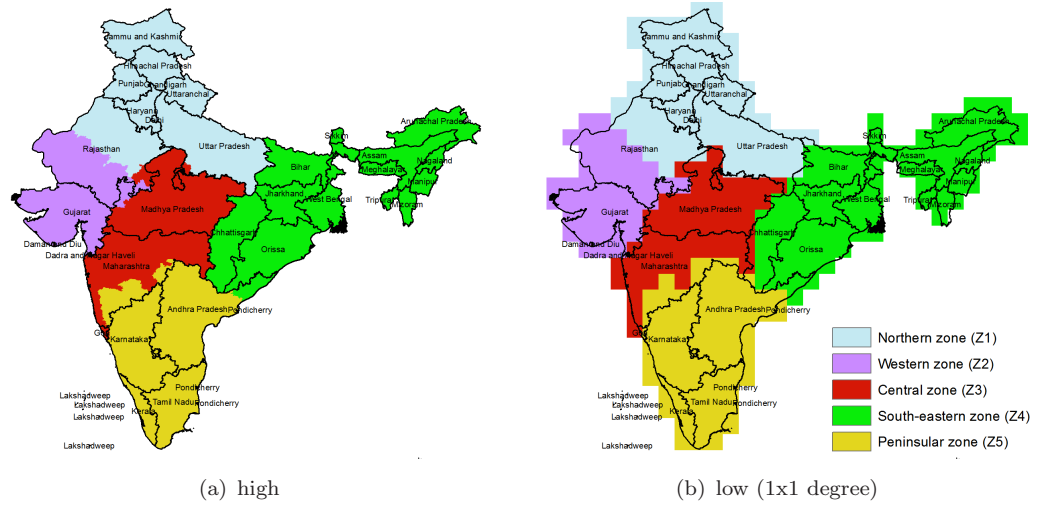 Jammu and Kashmir
Himachal Pradesh
Punjab
Chandigarh
Uttaranchal
Haryana
Delhi
Rajasthan
Uttar Pradesh
Sikkim
Arunachal Pradesh
Assam
Nagaland
Meghalaya
Manipur
Tripura
Mizoram
Bihar
Jharkhand
West Bengal
Gujarat
Madhya Pradesh
Chhattisgarh
Orissa
Daman and Diu
Dadra and Nagar Haveli
Maharashtra
Andhra Pradesh
Pondicherry
Goa
Karnataka
Pondicherry
Lakshadweep
Lakshadweep
Tamil Nadu
Pondicherry
Kerala
Lakshadweep
Lakshadweep
(a) high
Jammu and Kashmir
Himachal Pradesh
Punjab
Chandigarh
Uttaranchal
Haryana
Delhi
Rajasthan
Uttar Pradesh
Sikkim
Arunachal Pradesh
Assam
Nagaland
Meghalaya
Manipur
Tripura
Mizoram
Bihar
Jharkhand
West Bengal
Gujarat
Madhya Pradesh
Chhattisgarh
Orissa
Daman and Diu
Dadra and Nagar Haveli
Maharashtra
Andhra Pradesh
Pondicherry
Goa
Karnataka
Pondicherry
Lakshadweep
Lakshadweep
Tamil Nadu
Pondicherry
Kerala
Lakshadweep
Lakshadweep
Northern zone (Z1)
Western zone (Z2)
Central zone (Z3)
South-eastern zone (Z4)
Peninsular zone (Z5)
(b) low (1x1 degree)